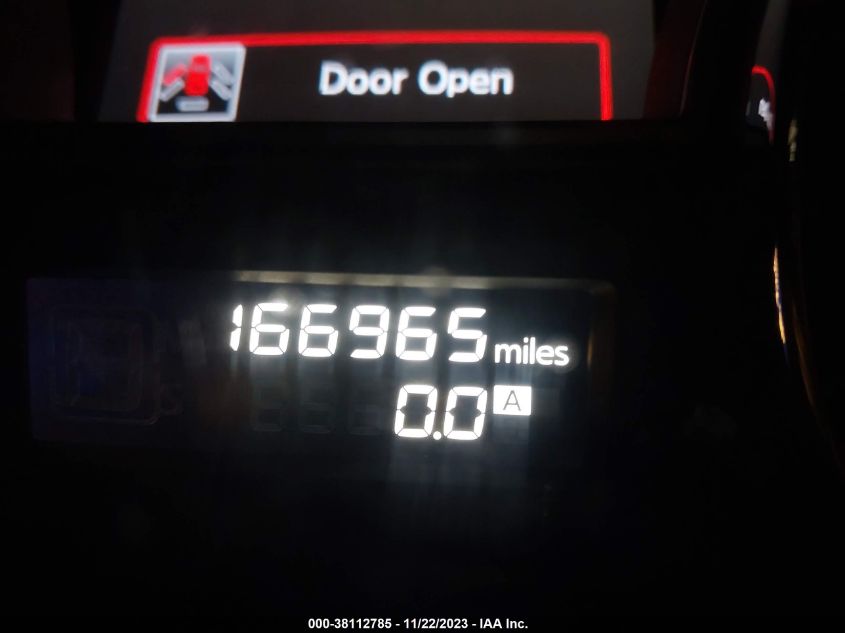 Door Open
166965 miles
0.0 A
000-38112785 - 11/22/2023 - IAA Inc.